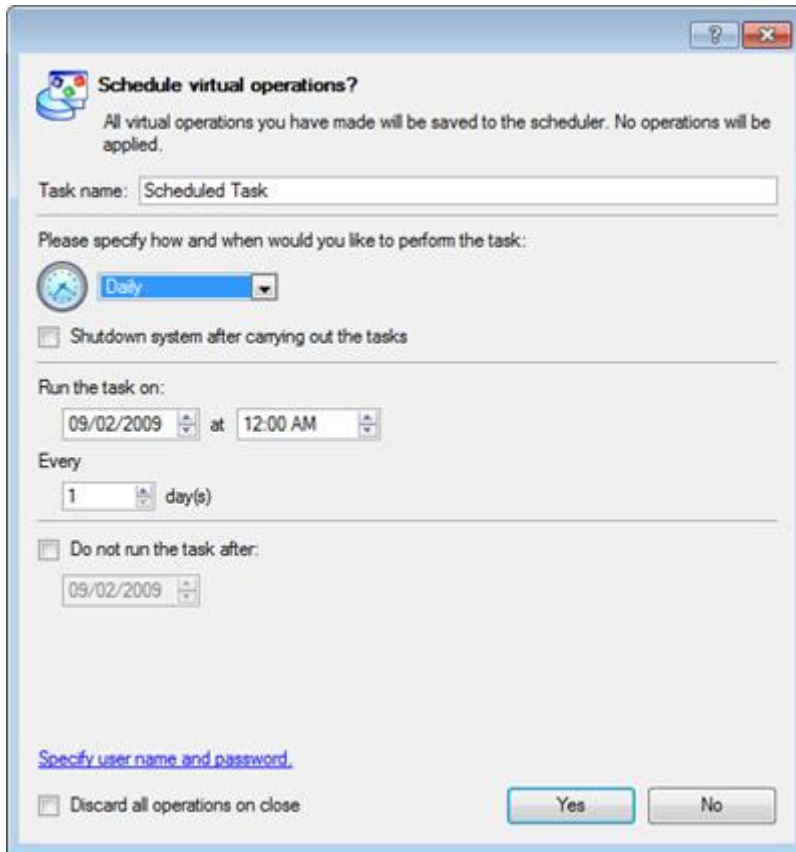 ?
Schedule virtual operations?
All virtual operations you have made will be saved to the scheduler. No operations will be
applied.
Task name: Scheduled Task
Please specify how and when would you like to perform the task:
Daily
Shutdown system after carrying out the tasks
Run the task on:
09/02/2009 at 12:00 AM
Every
1 day(s)
Do not run the task after:
09/02/2009
Specify user name and password.
Discard all operations on close Yes No